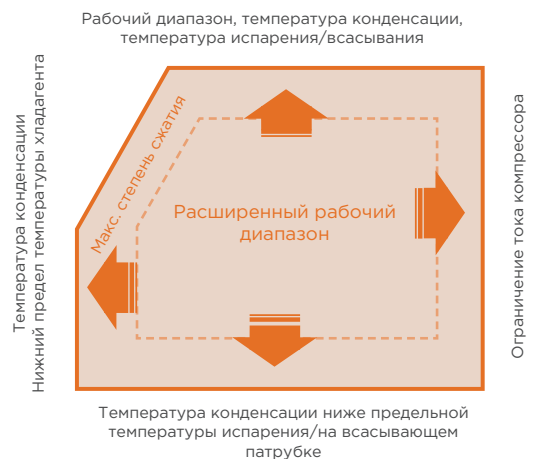 Рабочий диапазон, температура конденсации,
температура испарения/всасывания
Температура конденсации
Нижний предел температуры хладагента
Макс. степень сжатия
Расширенный рабочий
диапазон
Ограничение тока компрессора
Температура конденсации ниже предельной
температуры испарения/на всасывающем
патрубке